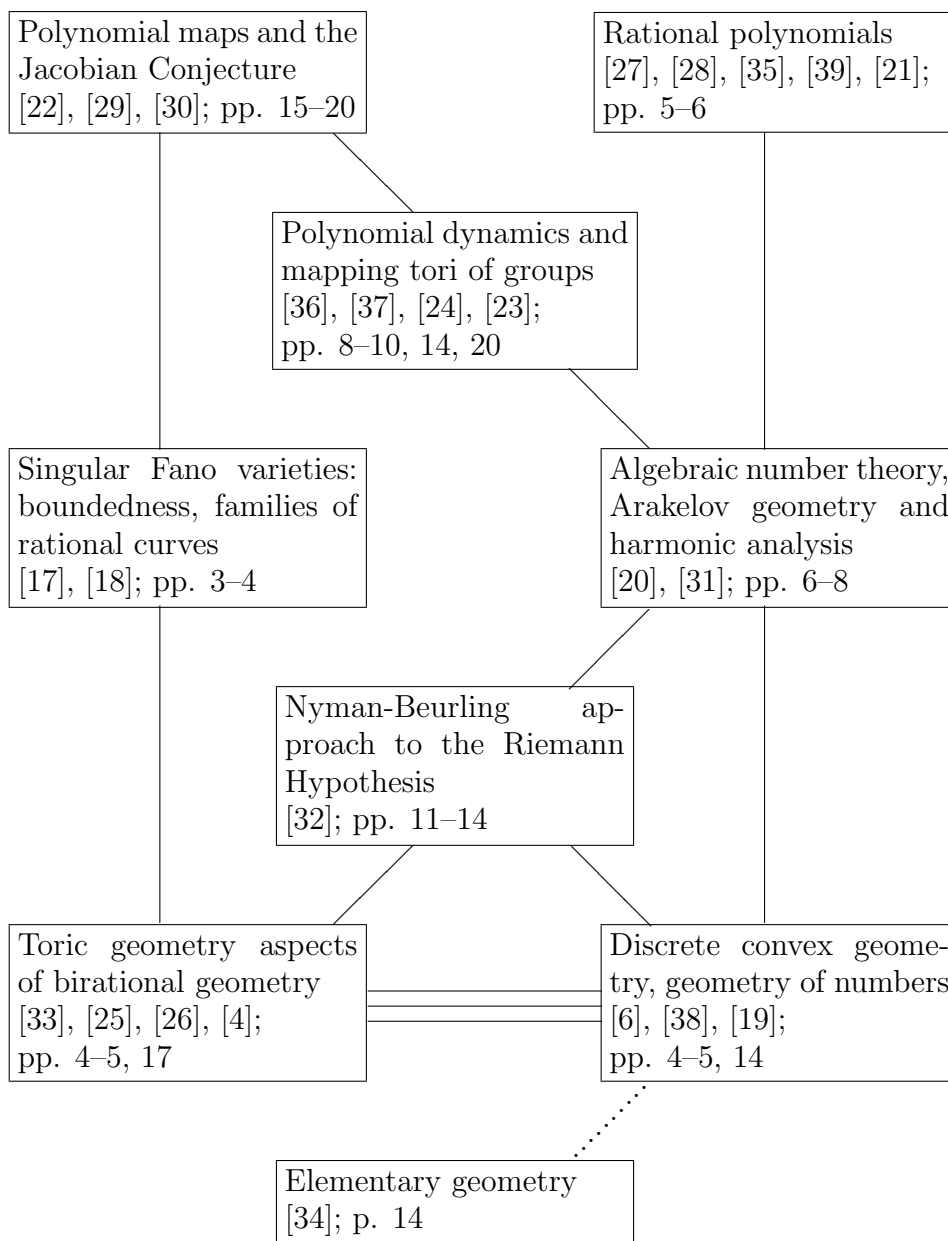 Polynomial maps and the
Jacobian Conjecture
[22], [29], [30]; pp. 15–20
Rational polynomials
[27], [28], [35], [39], [21];
pp. 5–6
Polynomial dynamics and
mapping tori of groups
[36], [37], [24], [23];
pp. 8–10, 14, 20
Singular Fano varieties:
boundedness, families of
rational curves
[17], [18]; pp. 3–4
Algebraic number theory,
Arakelov geometry and
harmonic analysis
[20], [31]; pp. 6–8
Nyman-Beurling ap-
proach to the Riemann
Hypothesis
[32]; pp. 11–14
Toric geometry aspects
of birational geometry
[33], [25], [26], [4];
pp. 4–5, 17
Discrete convex geome-
try, geometry of numbers
[6], [38], [19];
pp. 4–5, 14
Elementary geometry
[34]; p. 14